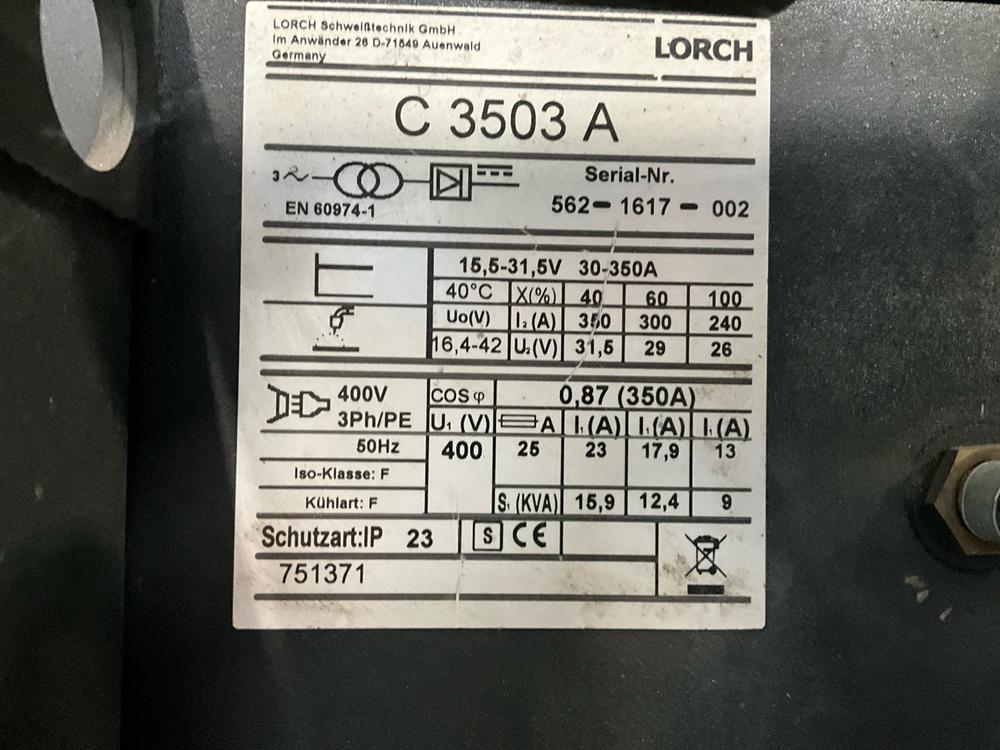 LORCH Schweißtechnik GmbH
Im Anwänder 26 D-71549 Auenwald
Germany
LORCH
C 3503 A
3~
EN 60974-1
Serial-Nr.
562-1617-002
15,5-31,5V 30-350A
40°C X(%) 40 60 100
Uo(V) I₂(A) 350 300 240
16,4-42 U₂(V) 31,5 29 26
400V
3Ph/PE
50Hz
Iso-Klasse: F
Kühlart: F
COS φ 0,87 (350A)
U₁ (V) A I₁(A) I₁(A) I₁(A)
400 25 23 17,9 13
S₁ (KVA) 15,9 12,4 9
Schutzart:IP 23 S CE
751371